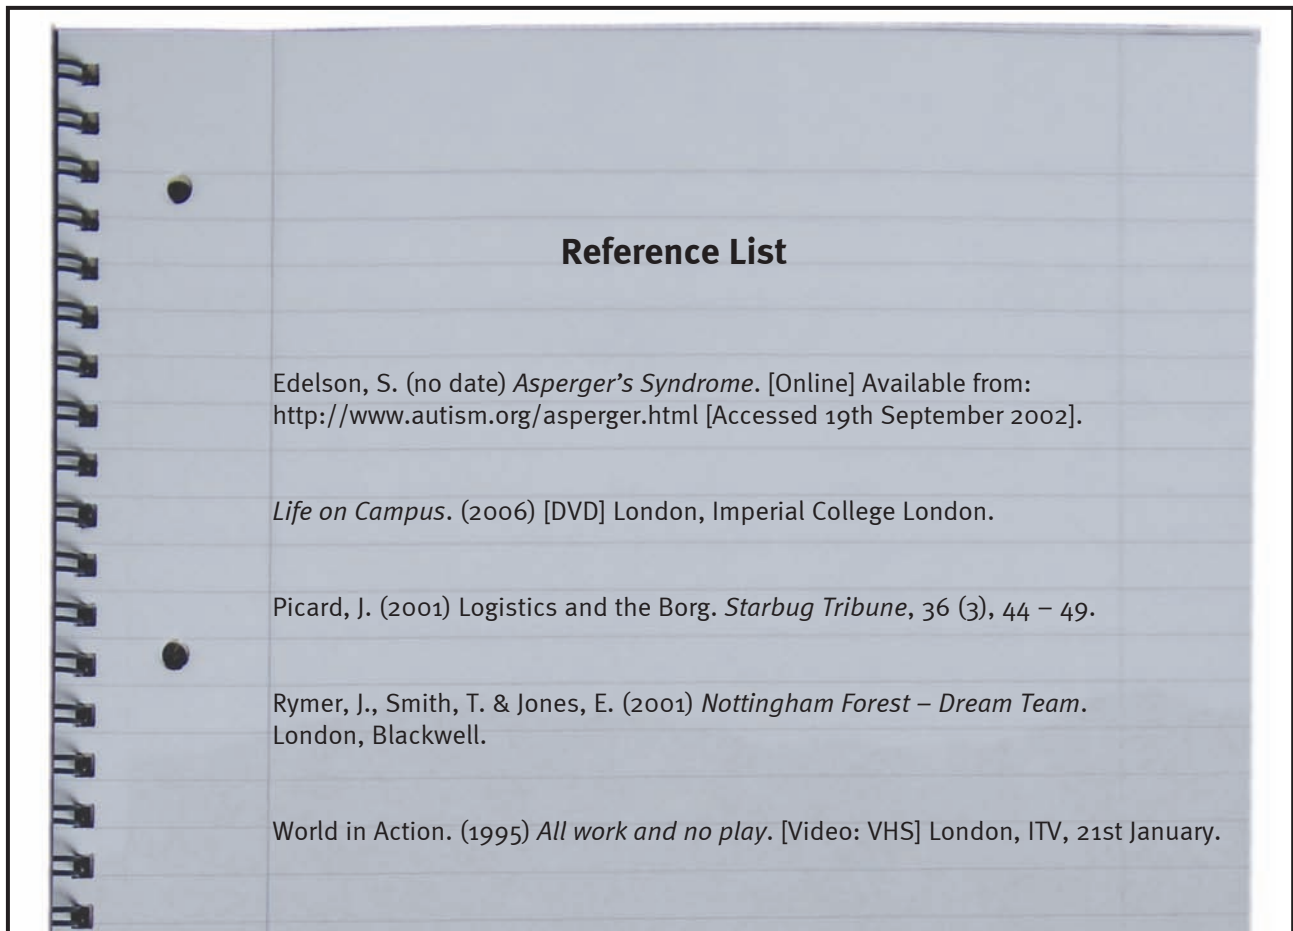 Reference List
Edelson, S. (no date) Asperger’s Syndrome. [Online] Available from:
http://www.autism.org/asperger.html [Accessed 19th September 2002].
Life on Campus. (2006) [DVD] London, Imperial College London.
Picard, J. (2001) Logistics and the Borg. Starbug Tribune, 36 (3), 44 – 49.
Rymer, J., Smith, T. & Jones, E. (2001) Nottingham Forest – Dream Team.
London, Blackwell.
World in Action. (1995) All work and no play. [Video: VHS] London, ITV, 21st January.